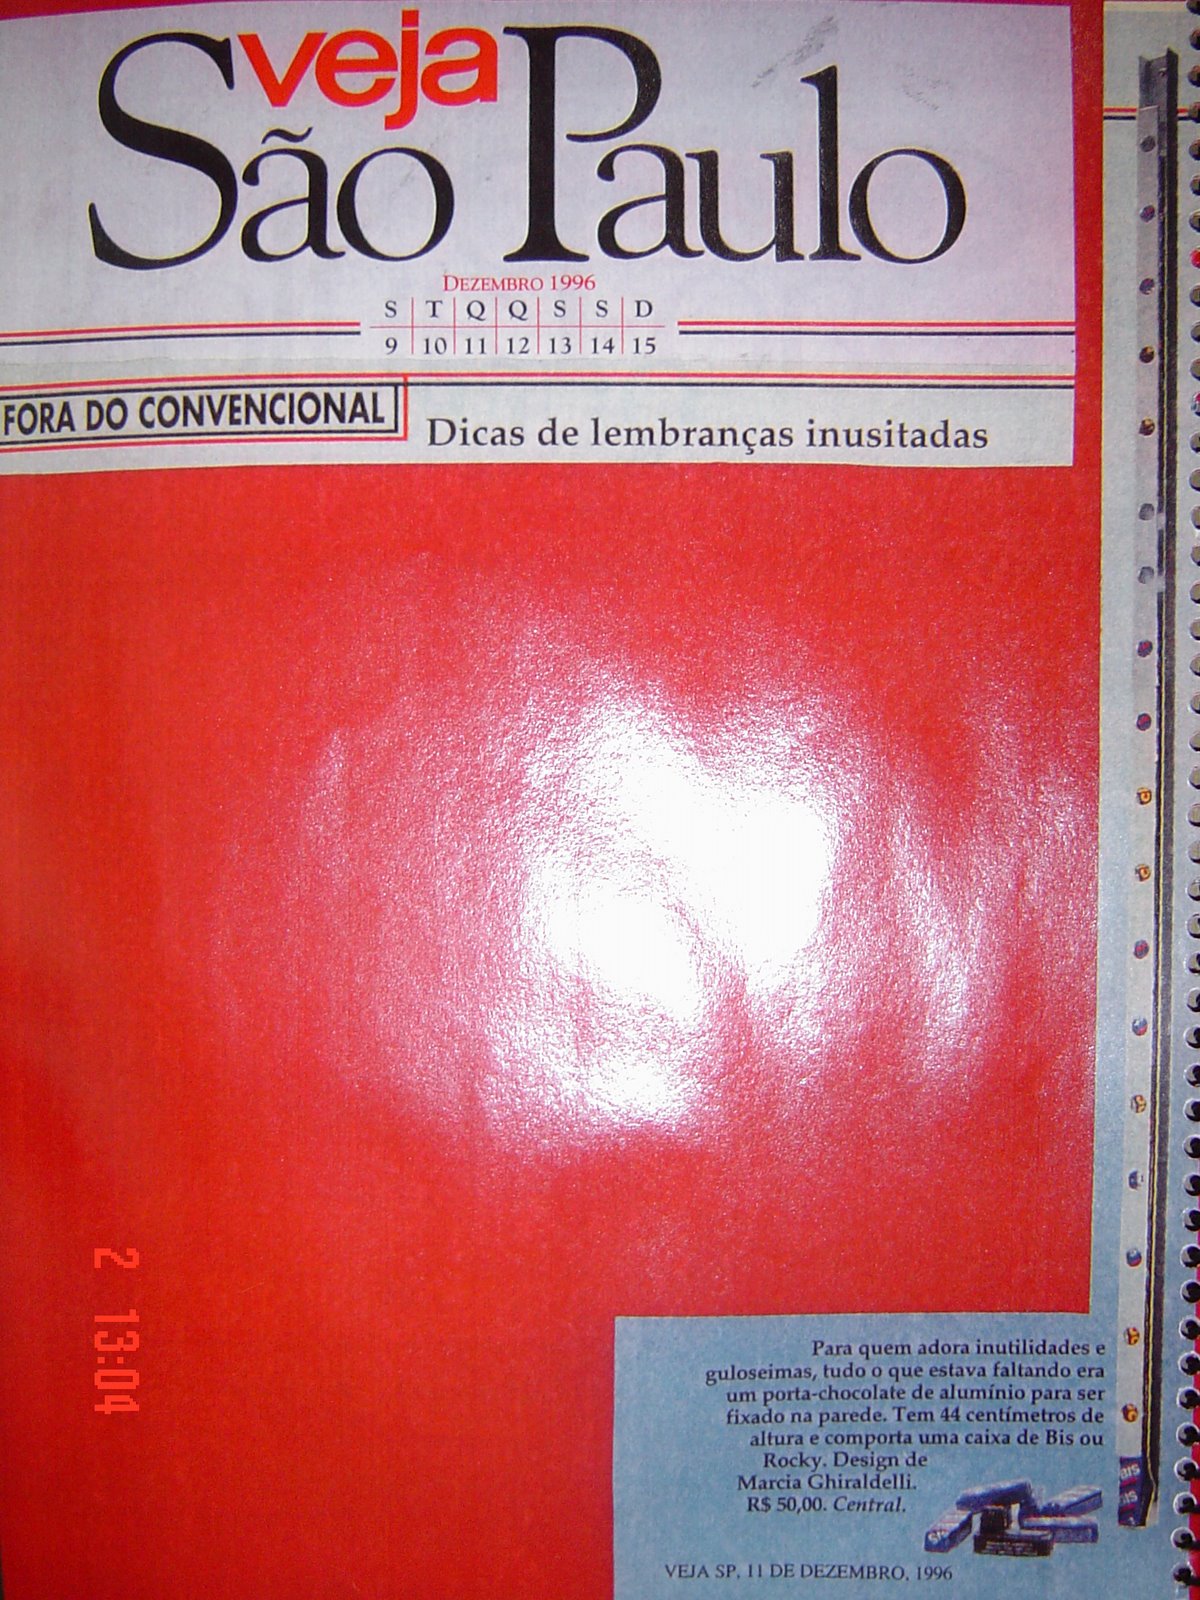 veja
São Paulo
DEZEMBRO 1996
S T Q Q S S D
9 10 11 12 13 14 15
FORA DO CONVENCIONAL
Dicas de lembranças inusitadas
Para quem adora inutilidades e
guloseimas, tudo o que estava faltando era
um porta-chocolate de alumínio para ser
fixado na parede. Tem 44 centímetros de
altura e comporta uma caixa de Bis ou
Rocky. Design de
Marcia Ghiraldelli.
R$ 50,00. Central.
BIS
BIS
VEJA SP, 11 DE DEZEMBRO, 1996
2 13:04